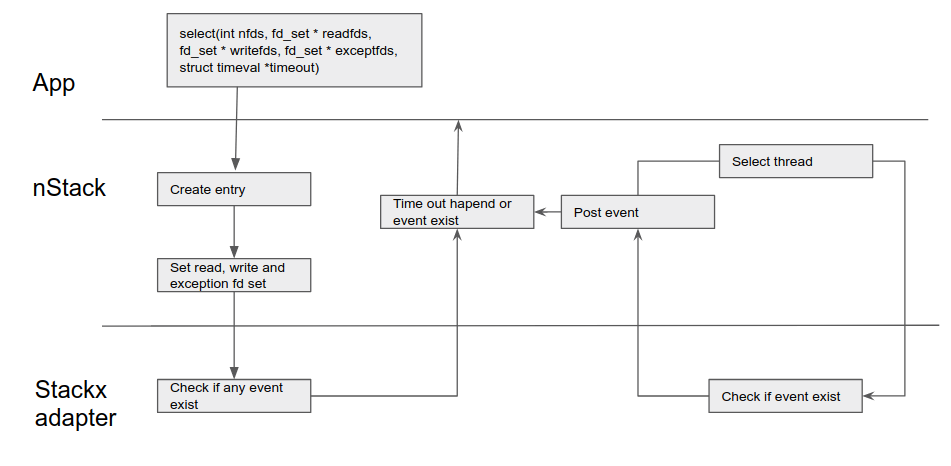 select(int nfds, fd_set * readfds,
fd_set * writefds, fd_set * exceptfds,
struct timeval *timeout)
App
nStack
Select thread
Create entry
Time out hapend or
event exist
Post event
Set read, write and
exception fd set
Stackx
adapter
Check if any event
exist
Check if event exist